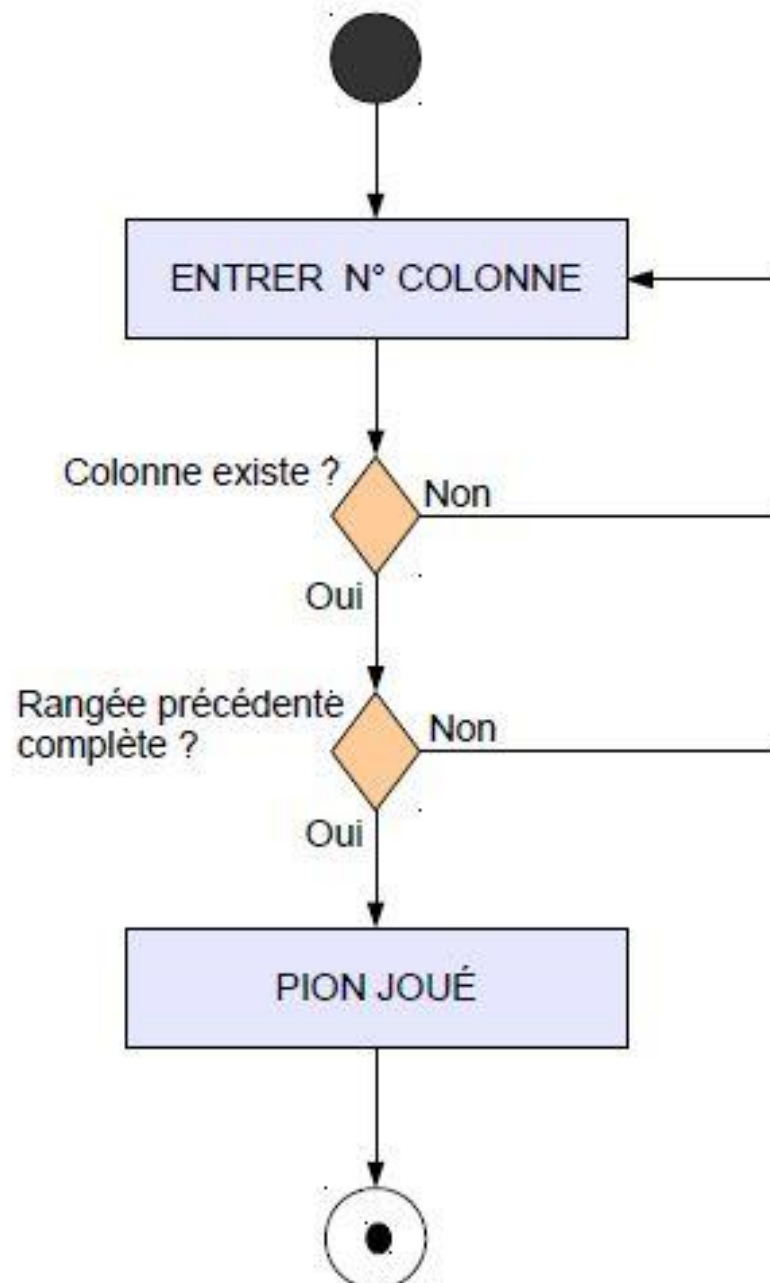 ENTRER N° COLONNE
Colonne existe ?
Non
Oui
Rangée précédente
complète ?
Non
Oui
PION JOUÉ